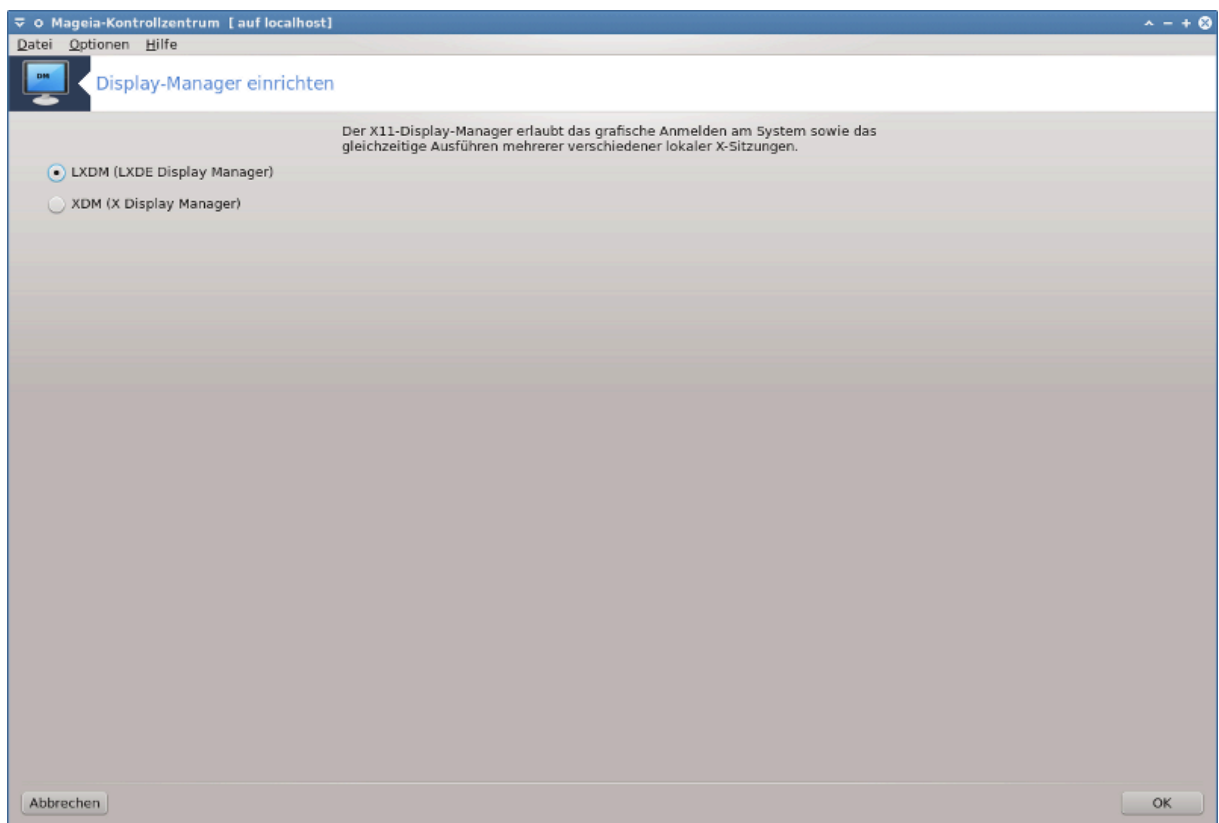 Mageia-Kontrollzentrum [ auf localhost]
Datei Optionen Hilfe
DM
Display-Manager einrichten
Der X11-Display-Manager erlaubt das grafische Anmelden am System sowie das
gleichzeitige Ausführen mehrerer verschiedener lokaler X-Sitzungen.
LXDM (LXDE Display Manager)
XDM (X Display Manager)
Abbrechen OK